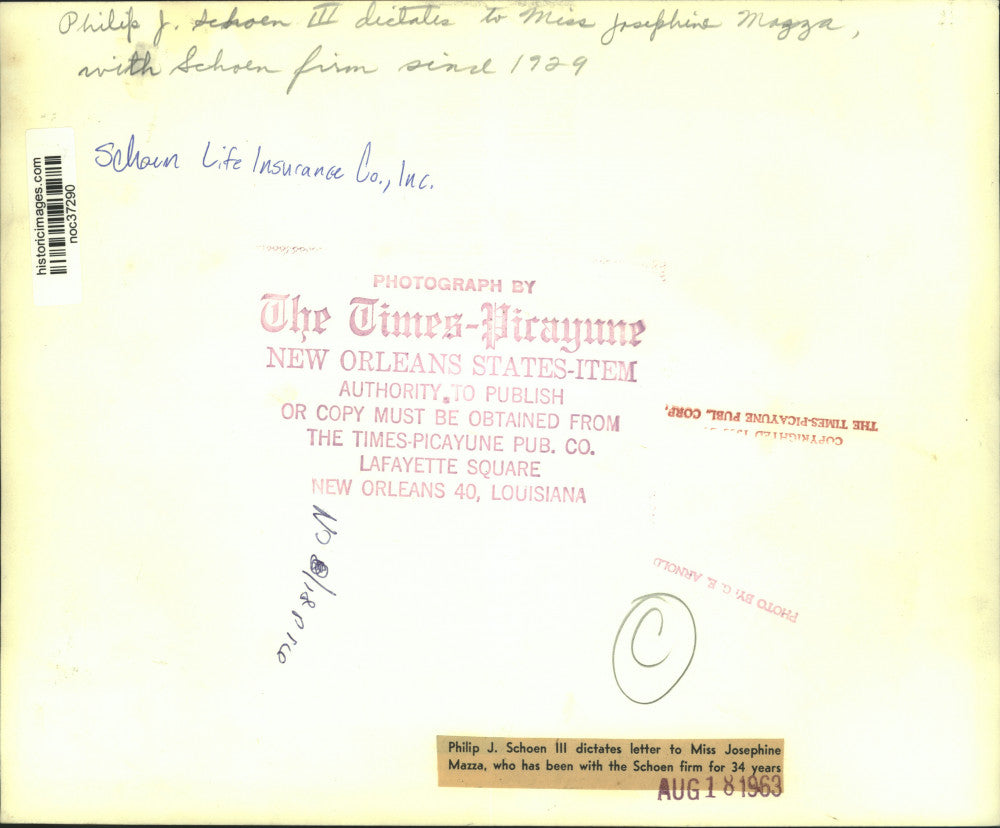 Philip J. Schoen III dictates to Miss Josephine Mazza,
with Schoen firm since 1929
historicimages.com
noc37290
Schoen Life Insurance Co., Inc.
PHOTOGRAPH BY
The Times-Picayune
NEW ORLEANS STATES-ITEM
AUTHORITY TO PUBLISH
OR COPY MUST BE OBTAINED FROM
THE TIMES-PICAYUNE PUB. CO.
LAFAYETTE SQUARE
NEW ORLEANS 40, LOUISIANA
COPYRIGHTED
THE TIMES-PICAYUNE PUBL. CORP.
NO
PHOTO BY: G. E. ARNOLD
C
Philip J. Schoen III dictates letter to Miss Josephine
Mazza, who has been with the Schoen firm for 34 years
AUG 18 1963